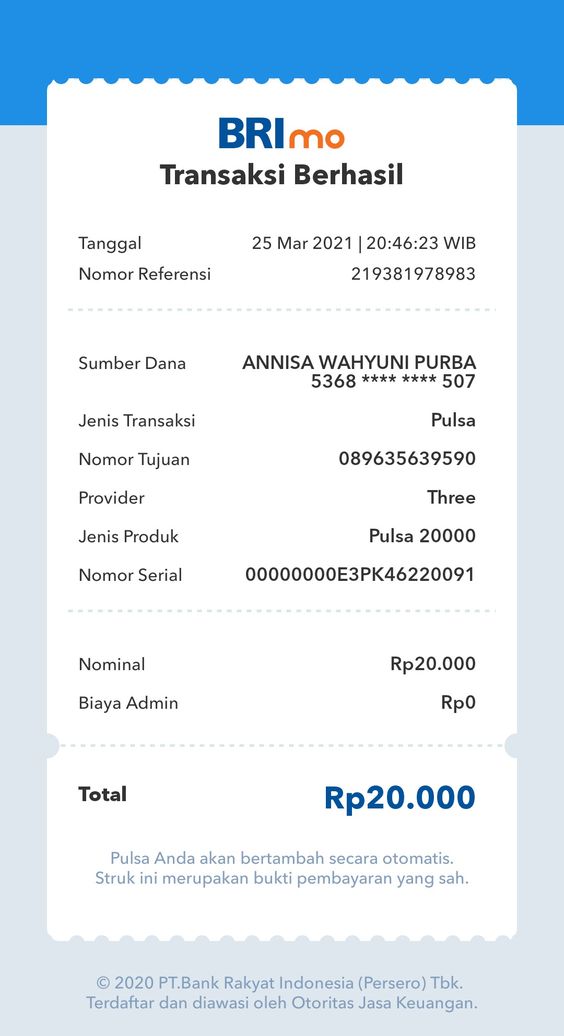 BRImo
Transaksi Berhasil
Tanggal 25 Mar 2021 | 20:46:23 WIB
Nomor Referensi 219381978983
Sumber Dana ANNISA WAHYUNI PURBA
5368 **** **** 507
Jenis Transaksi Pulsa
Nomor Tujuan 089635639590
Provider Three
Jenis Produk Pulsa 20000
Nomor Serial 00000000E3PK46220091
Nominal Rp20.000
Biaya Admin Rp0
Total Rp20.000
Pulsa Anda akan bertambah secara otomatis.
Struk ini merupakan bukti pembayaran yang sah.
© 2020 PT.Bank Rakyat Indonesia (Persero) Tbk.
Terdaftar dan diawasi oleh Otoritas Jasa Keuangan.